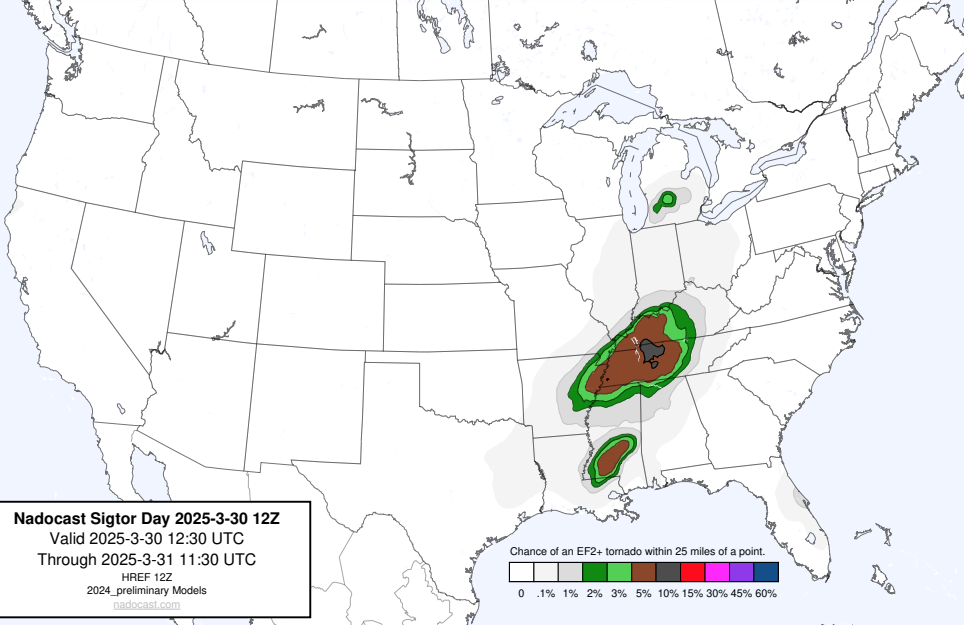 Nadocast Sigtor Day 2025-3-30 12Z
Valid 2025-3-30 12:30 UTC
Through 2025-3-31 11:30 UTC
HREF 12Z
2024_preliminary Models
nadocast.com
Chance of an EF2+ tornado within 25 miles of a point.
0 .1% 1% 2% 3% 5% 10% 15% 30% 45% 60%